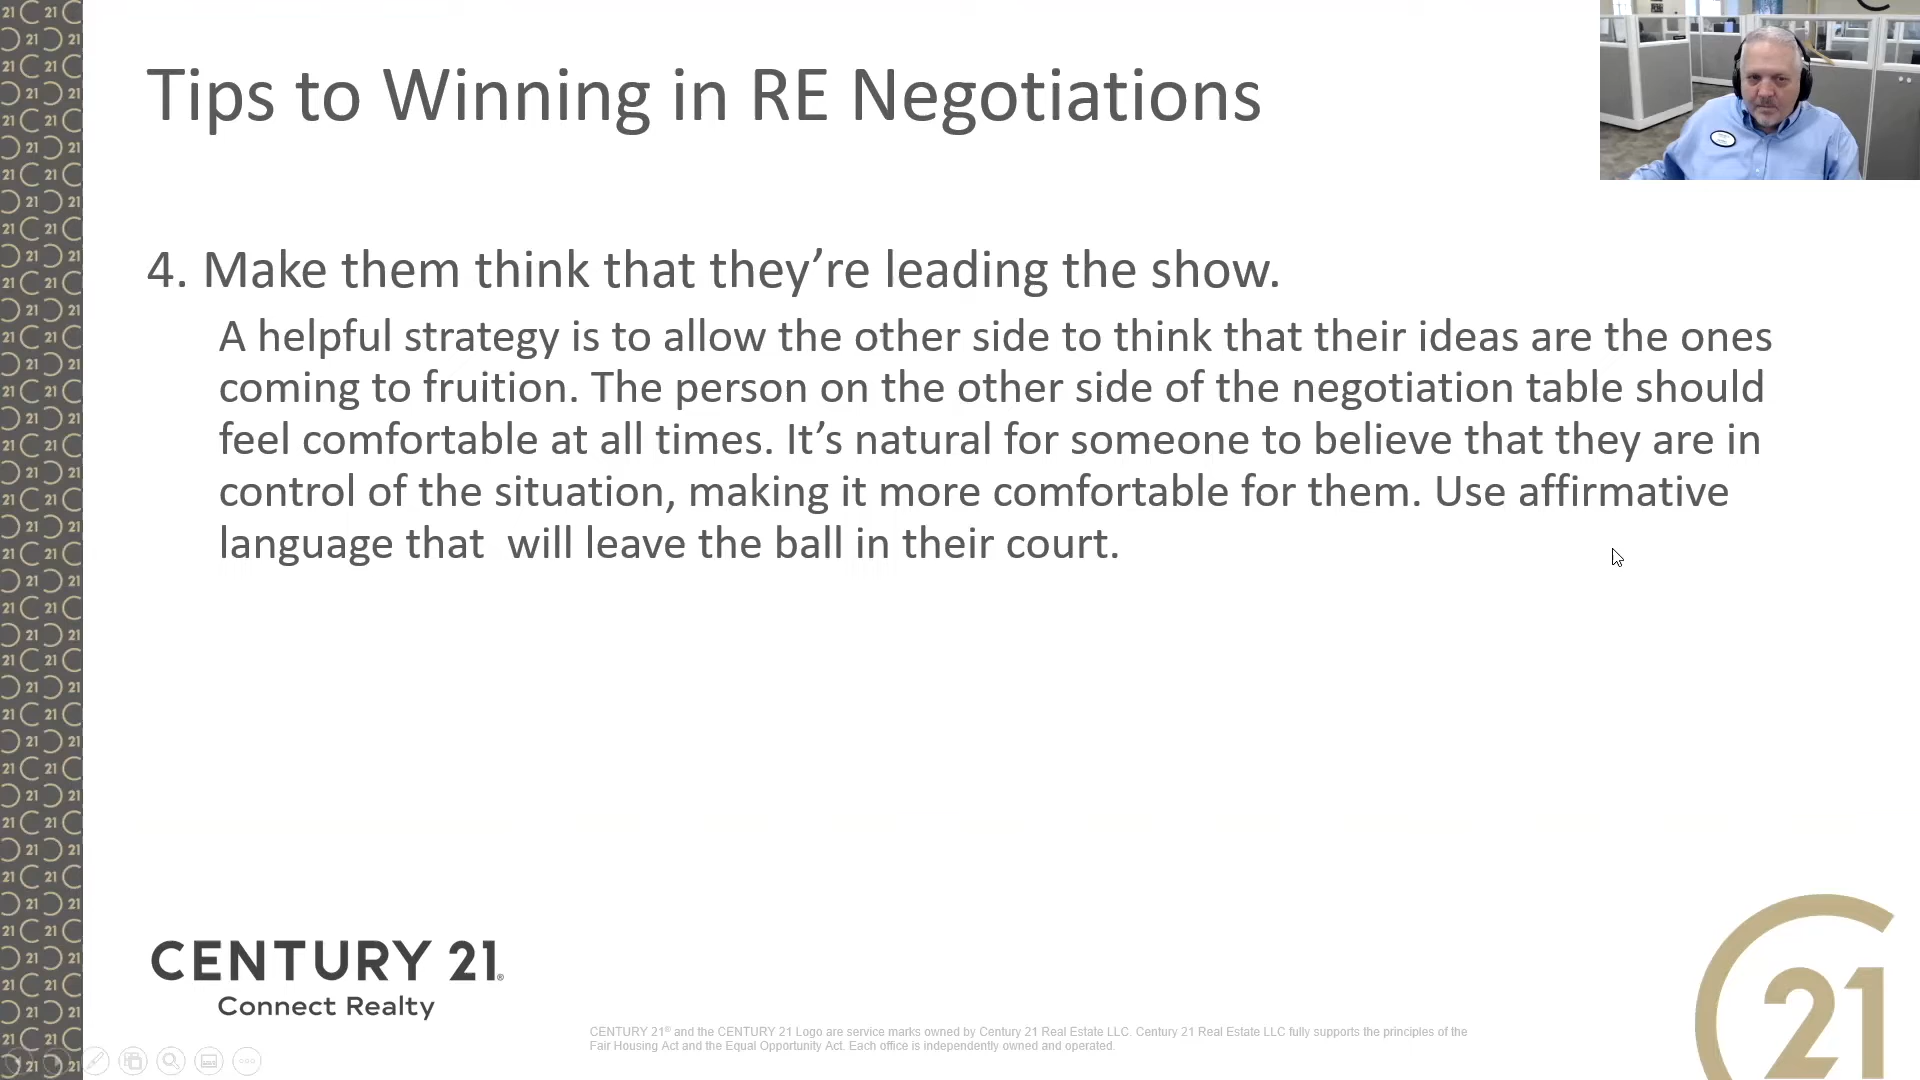 Tips to Winning in RE Negotiations
4. Make them think that they’re leading the show.
A helpful strategy is to allow the other side to think that their ideas are the ones
coming to fruition. The person on the other side of the negotiation table should
feel comfortable at all times. It’s natural for someone to believe that they are in
control of the situation, making it more comfortable for them. Use affirmative
language that  will leave the ball in their court.
CENTURY 21®
Connect Realty
CENTURY 21® and the CENTURY 21 Logo are service marks owned by Century 21 Real Estate LLC. Century 21 Real Estate LLC fully supports the principles of the
Fair Housing Act and the Equal Opportunity Act. Each office is independently owned and operated.
C21